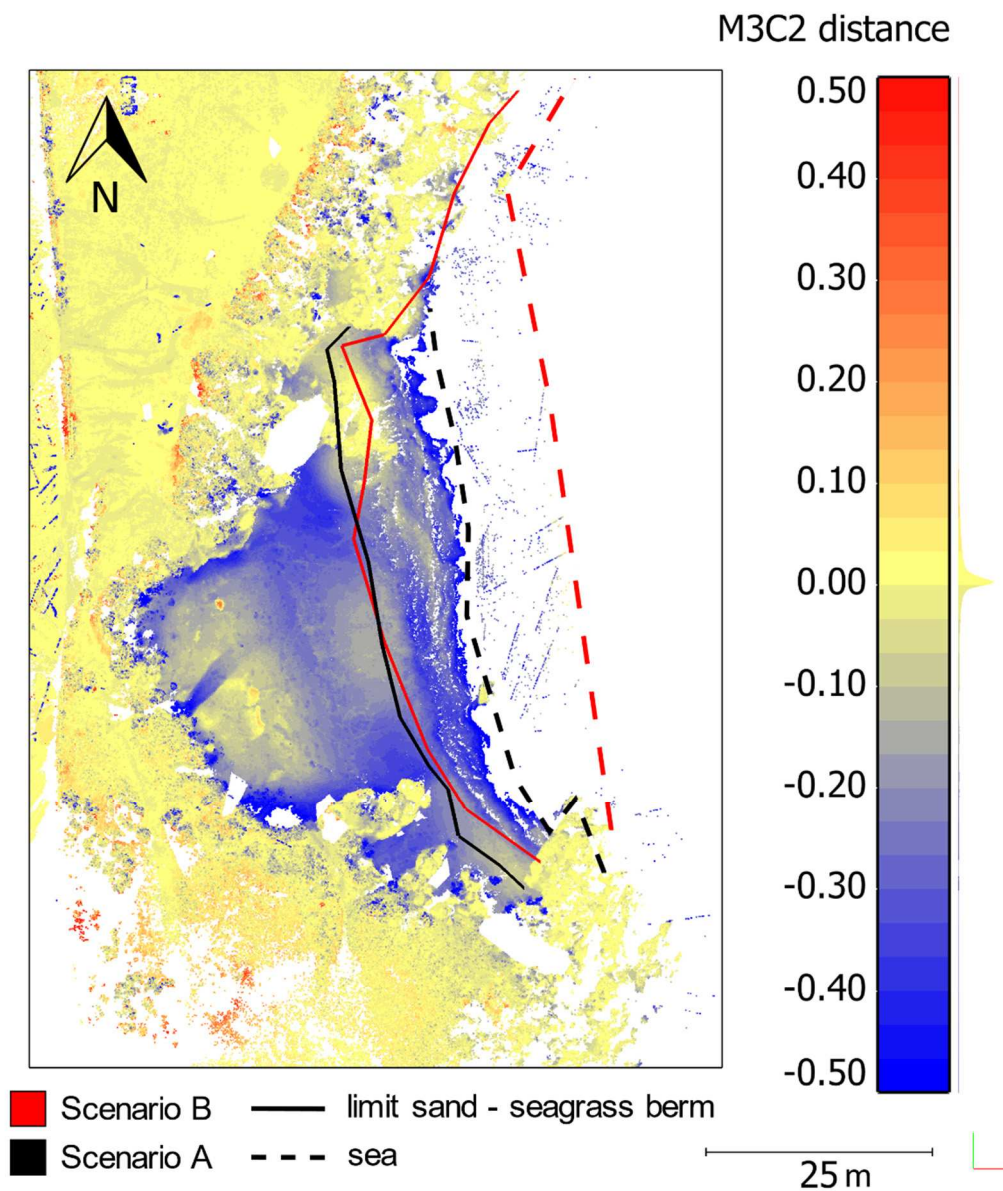 M3C2 distance
N
0.50
0.40
0.30
0.20
0.10
0.00
-0.10
-0.20
-0.30
-0.40
-0.50
Scenario B
limit sand - seagrass berm
Scenario A
sea
25 m